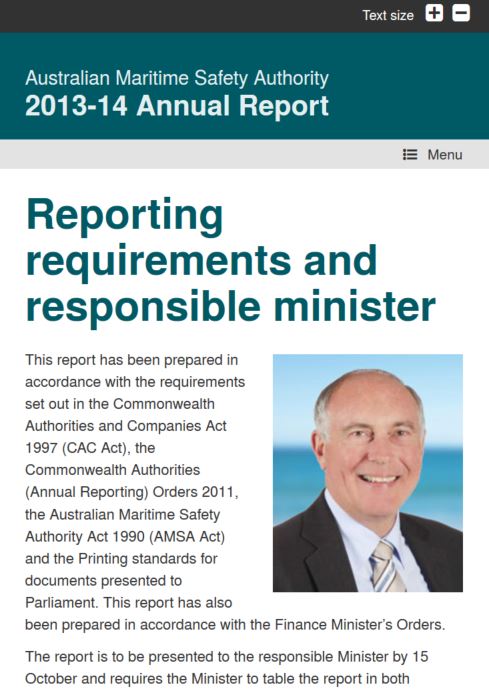 Text size
Australian Maritime Safety Authority
2013-14 Annual Report
Menu
Reporting
requirements and
responsible minister
This report has been prepared in
accordance with the requirements
set out in the Commonwealth
Authorities and Companies Act
1997 (CAC Act), the
Commonwealth Authorities
(Annual Reporting) Orders 2011,
the Australian Maritime Safety
Authority Act 1990 (AMSA Act)
and the Printing standards for
documents presented to
Parliament. This report has also
been prepared in accordance with the Finance Minister’s Orders.
The report is to be presented to the responsible Minister by 15
October and requires the Minister to table the report in both